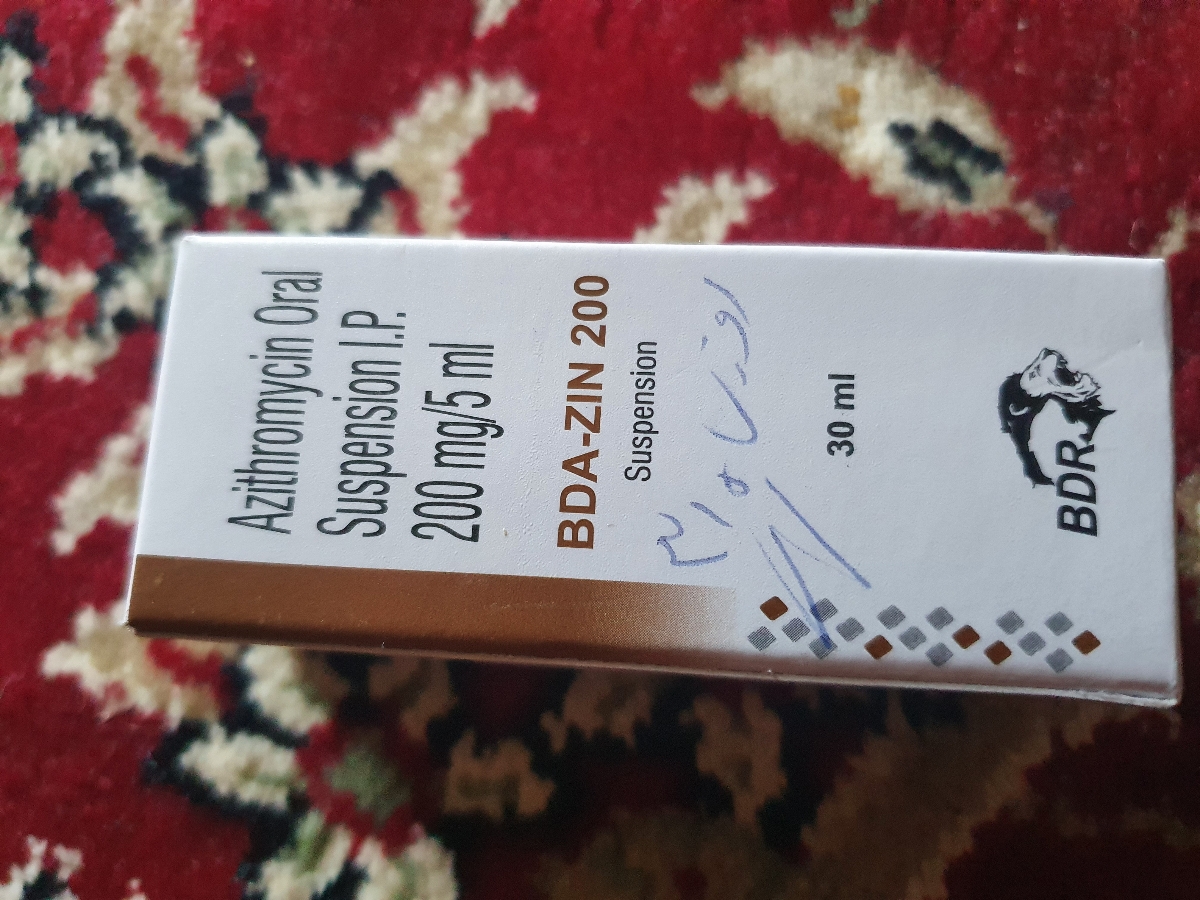 Azithromycin Oral
Suspension I.P.
200 mg/5 ml
BDA-ZIN 200
Suspension
30 ml
BDR